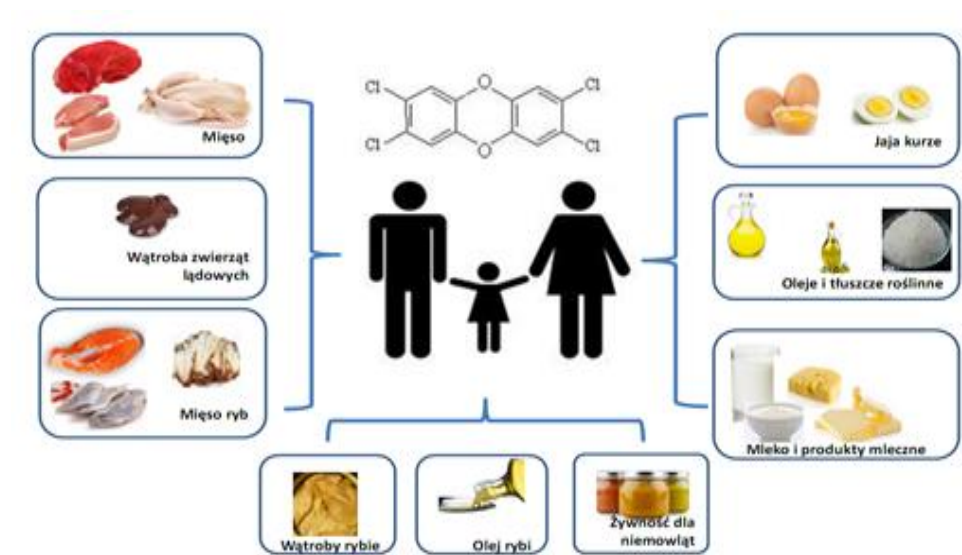 Mięso
Wątroba zwierząt
lądowych
Mięso ryb
Cl
Cl
O
O
Cl
Cl
Jaja kurze
Oleje i tłuszcze roślinne
Mleko i produkty mleczne
Wątroby rybie
Olej rybi
Żywność dla
niemowląt